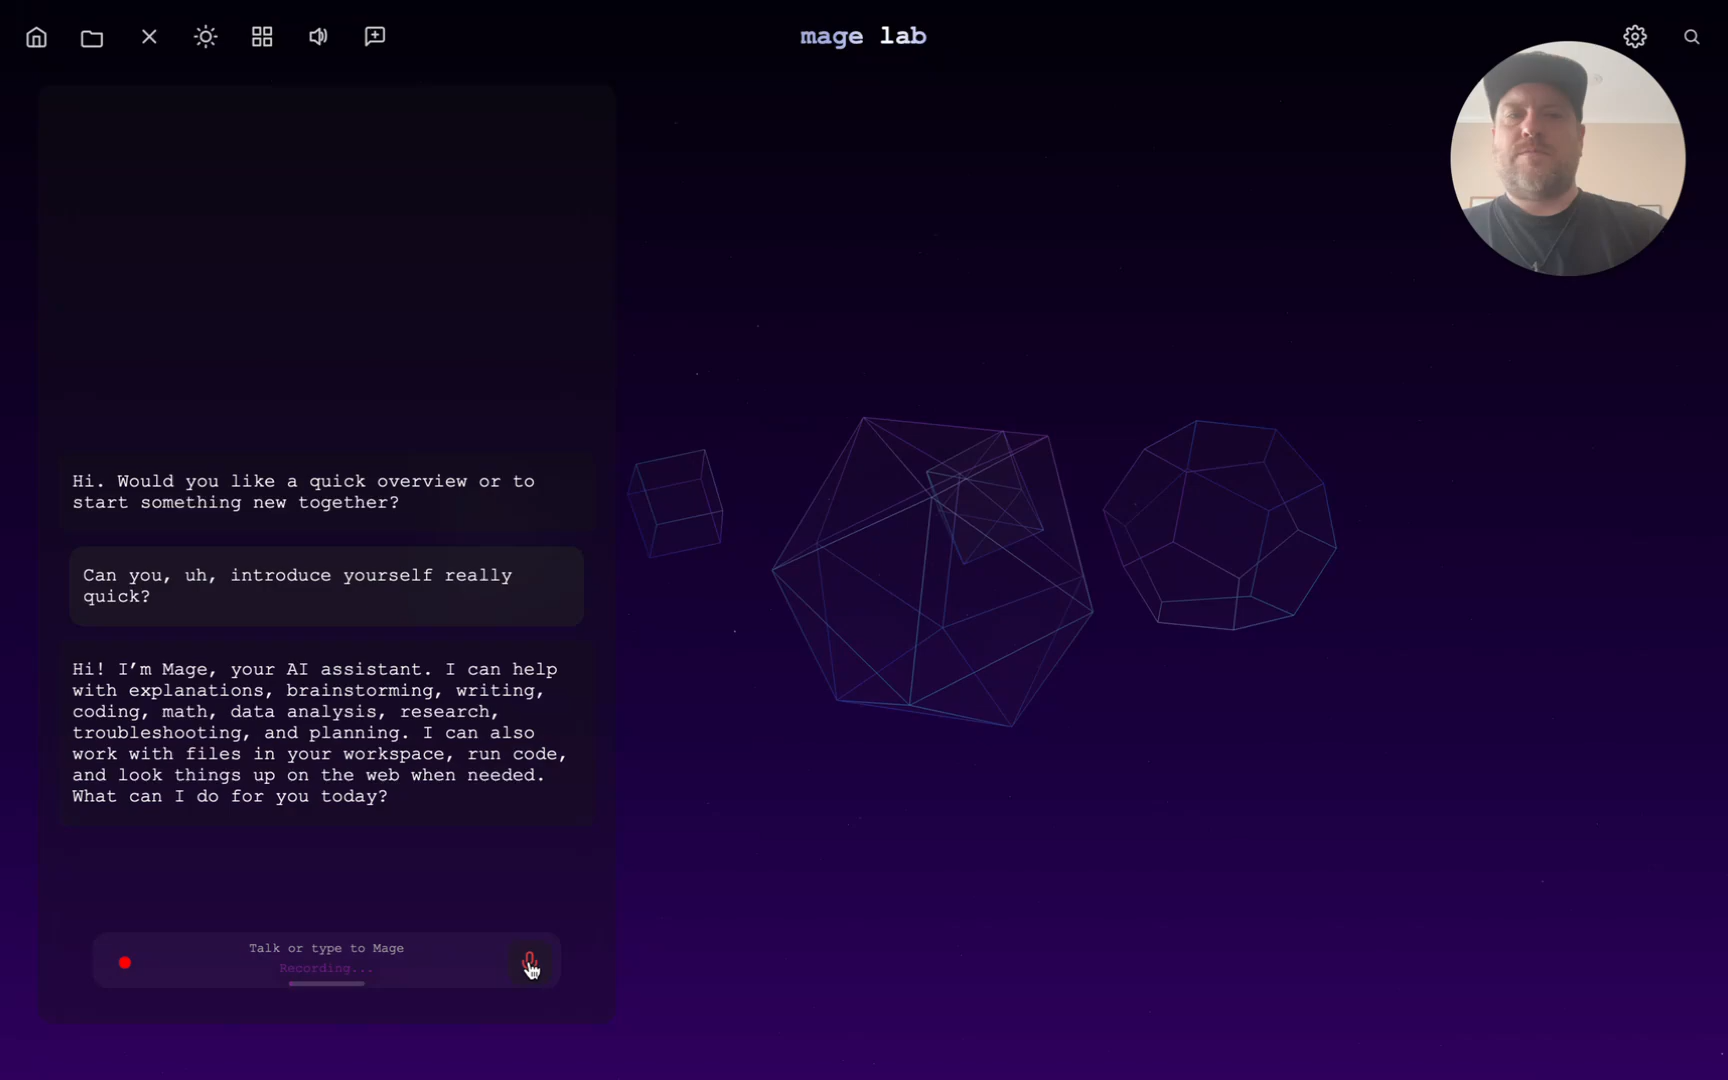 mage lab
Hi. Would you like a quick overview or to
start something new together?
Can you, uh, introduce yourself really
quick?
Hi! I’m Mage, your AI assistant. I can help
with explanations, brainstorming, writing,
coding, math, data analysis, research,
troubleshooting, and planning. I can also
work with files in your workspace, run code,
and look things up on the web when needed.
What can I do for you today?
Talk or type to Mage
Recording...